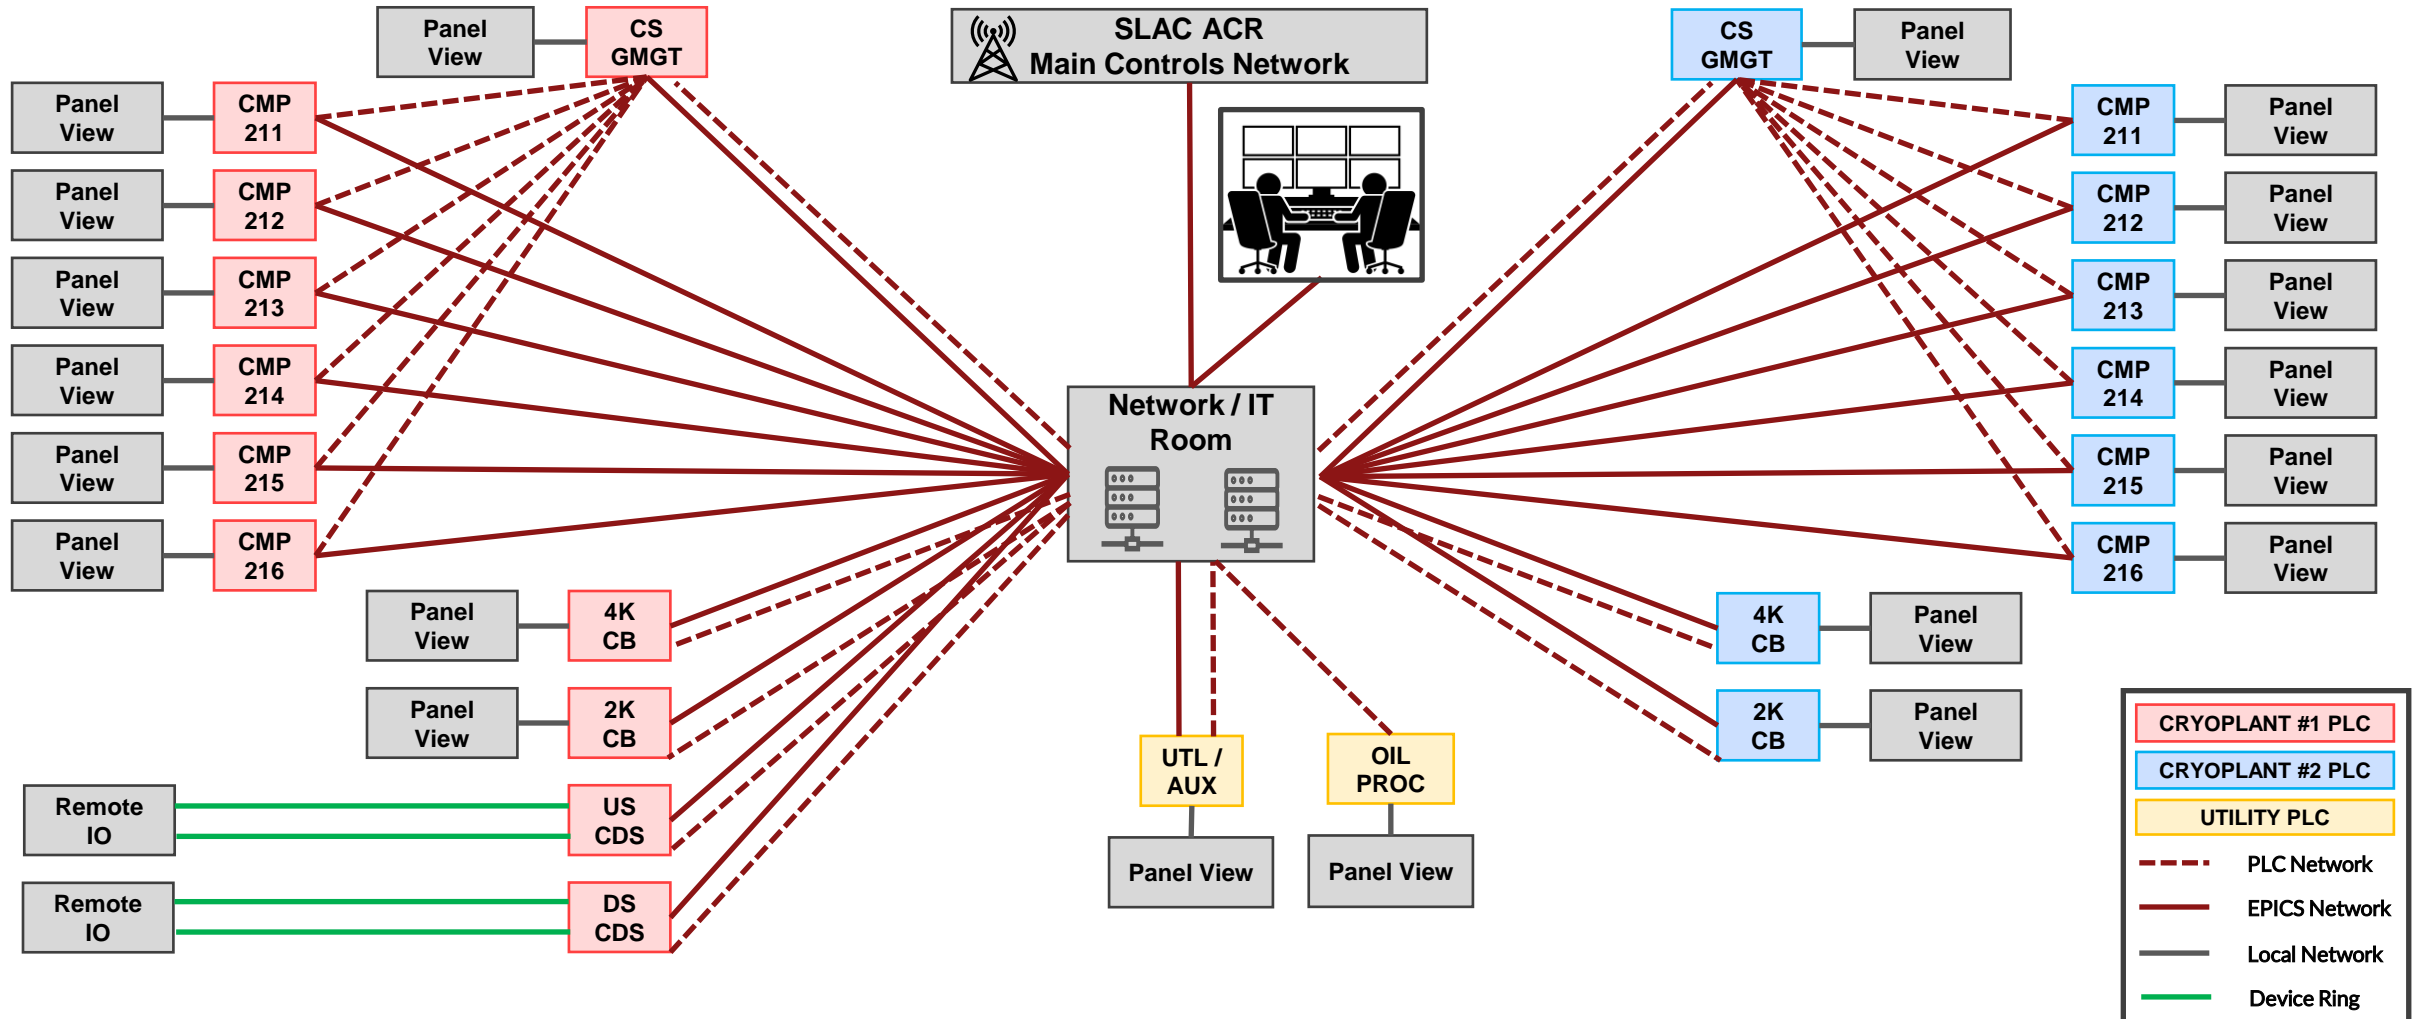 Panel
View
CS
GMGT
SLAC ACR
Main Controls Network
CS
GMGT
Panel
View
Panel
View
CMP
211
Panel
View
CMP
212
Panel
View
CMP
213
Panel
View
CMP
214
Panel
View
CMP
215
Panel
View
CMP
216
Panel
View
4K
CB
Panel
View
2K
CB
Remote
IO
US
CDS
Remote
IO
DS
CDS
Network / IT
Room
UTL /
AUX
Panel View
OIL
PROC
Panel View
CMP
211
Panel
View
CMP
212
Panel
View
CMP
213
Panel
View
CMP
214
Panel
View
CMP
215
Panel
View
CMP
216
Panel
View
4K
CB
Panel
View
2K
CB
Panel
View
CRYOPLANT #1 PLC
CRYOPLANT #2 PLC
UTILITY PLC
PLC Network
EPICS Network
Local Network
Device Ring